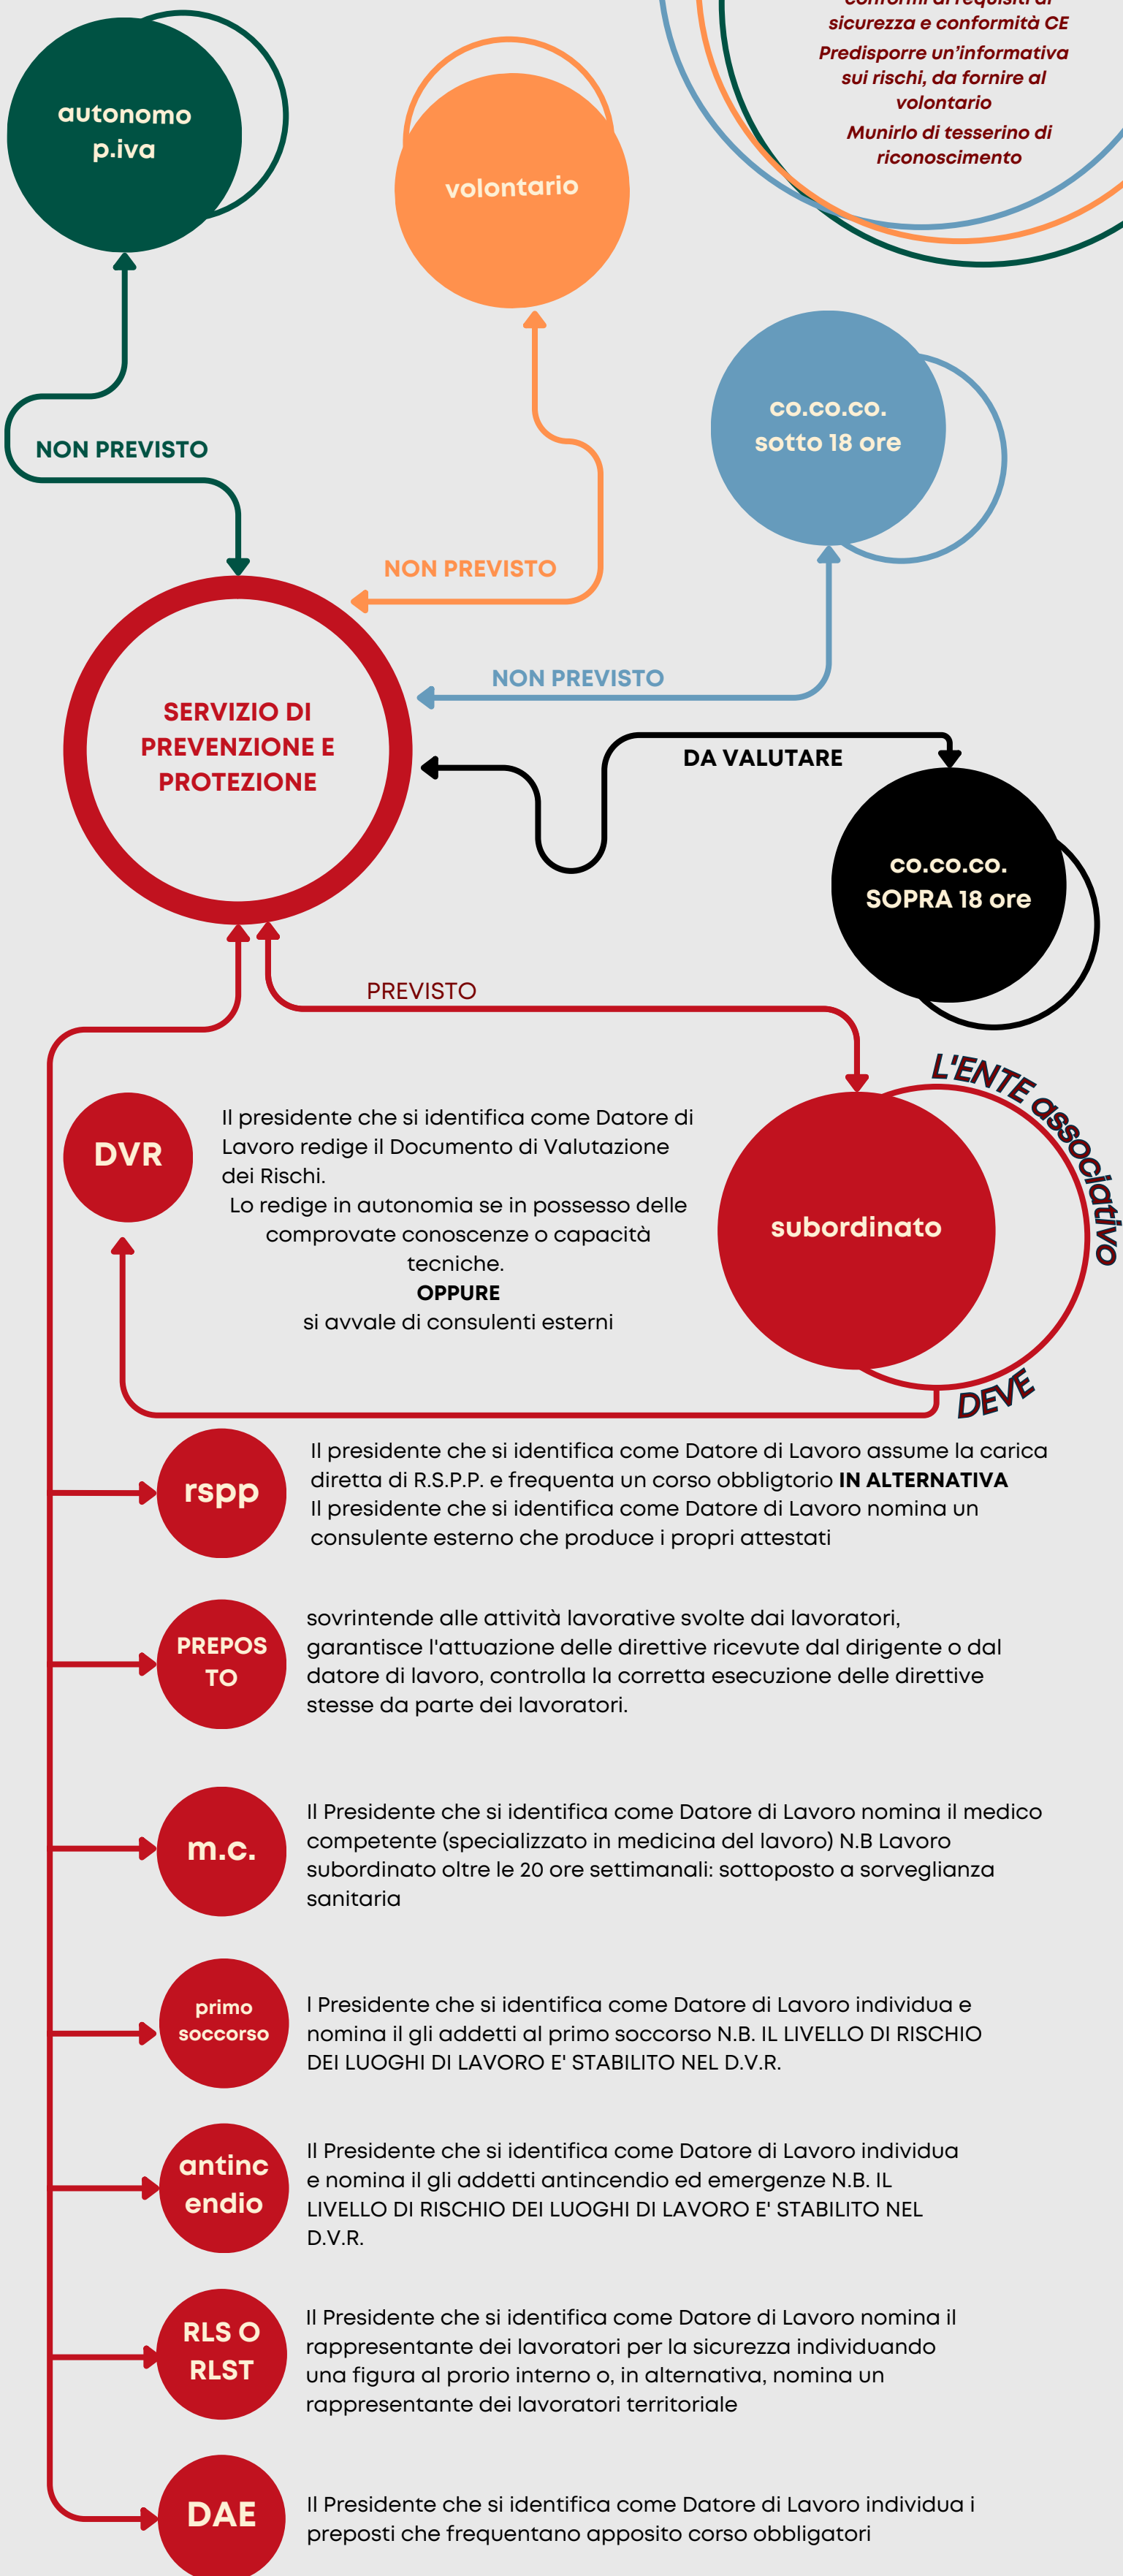 sicurezza e conformità CE
Predisporre un'informativa
sui rischi, da fornire al
volontario
Munirlo di tesserino di
riconoscimento
autonomo
p.iva
volontario
co.co.co.
sotto 18 ore
NON PREVISTO
NON PREVISTO
NON PREVISTO
SERVIZIO DI
PREVENZIONE E
PROTEZIONE
DA VALUTARE
co.co.co.
SOPRA 18 ore
PREVISTO
L'ENTE associativo
DVR
Il presidente che si identifica come Datore di
Lavoro redige il Documento di Valutazione
dei Rischi.
Lo redige in autonomia se in possesso delle
comprovate conoscenze o capacità
tecniche.
OPPURE
si avvale di consulenti esterni
subordinato
DEVE
rspp
Il presidente che si identifica come Datore di Lavoro assume la carica
diretta di R.S.P.P. e frequenta un corso obbligtorio IN ALTERNATIVA
Il presidente che si identifica come Datore di Lavoro nomina un
consulente esterno che produce i propri attestati
PREPOS
TO
sovrintende alle attività lavorative svolte dai lavoratori,
garantisce l'attuazione delle direttive ricevute dal dirigente o dal
datore di lavoro, controlla la corretta esecuzione delle direttive
stesse da parte dei lavoratori.
m.c.
Il Presidente che si identifica come Datore di Lavoro nomina il medico
competente (specializzato in medicina del lavoro) N.B Lavoro
subordinato oltre le 20 ore settimanali: sottoposto a sorveglianza
sanitaria
primo
soccorso
l Presidente che si identifica come Datore di Lavoro individua e
nomina il gli addetti al primo soccorso N.B. IL LIVELLO DI RISCHIO
DEI LUOGHI DI LAVORO E' STABILITO NEL D.V.R.
antinc
endio
Il Presidente che si identifica come Datore di Lavoro individua
e nomina il gli addetti antincendio ed emergenze N.B. IL
LIVELLO DI RISCHIO DEI LUOGHI DI LAVORO E' STABILITO NEL
D.V.R.
RLS O
RLST
Il Presidente che si identifica come Datore di Lavoro nomina il
rappresentante dei lavoratori per la sicurezza individuando
una figura al prorio interno o, in alternativa, nomina un
rappresentante dei lavoratori territoriale
DAE
Il Presidente che si identifica come Datore di Lavoro individua i
preposti che frequentano apposito corso obbligatori